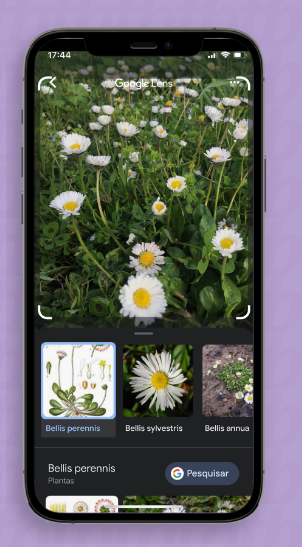 17:44
Google Lens
Bellis perennis
Bellis sylvestris
Bellis annua
Bellis perennis
Plantas
Pesquisar